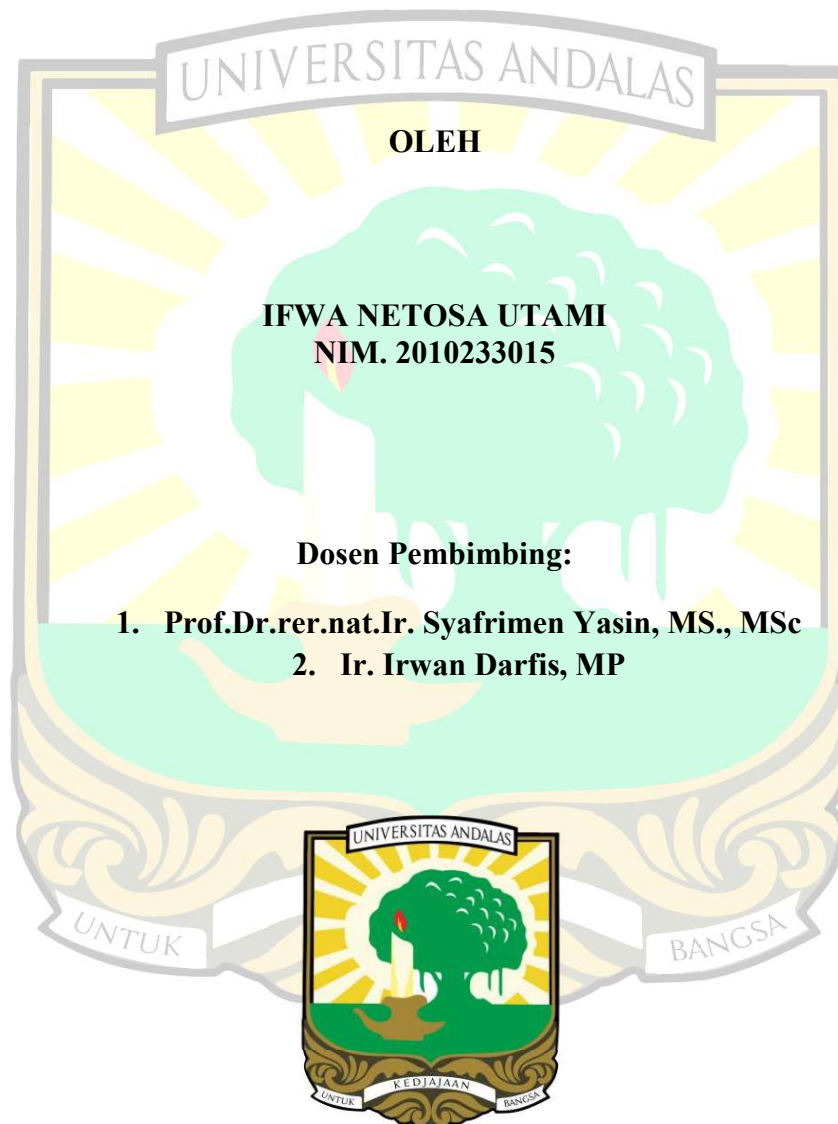 UNIVERSITAS ANDALAS
OLEH
IFWA NETOSA UTAMI
NIM. 2010233015
Dosen Pembimbing:
1. Prof.Dr.rer.nat.Ir. Syafrimen Yasin, MS., MSc
2. Ir. Irwan Darfis, MP
UNIVERSITAS ANDALAS
UNTUK BANGSA
KEDJAJAAN
UNTUK BANGSA